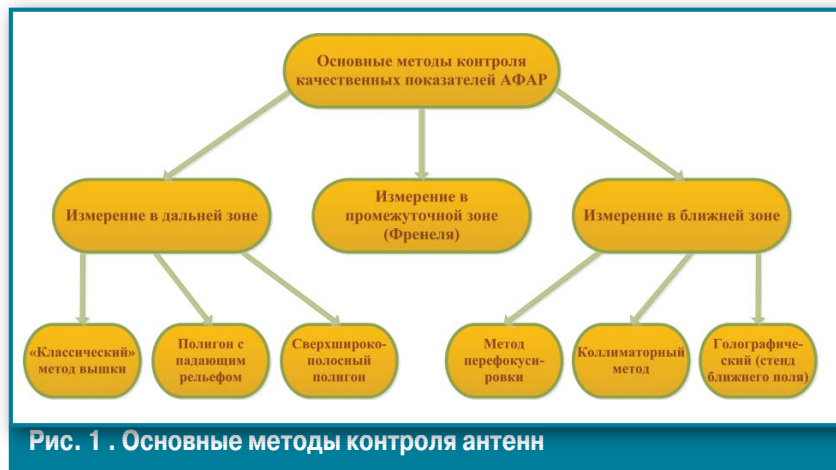 Основные методы контроля
качественных показателей АФАР
Измерение в дальней зоне
Измерение в
промежуточной зоне
(Френеля)
Измерение в ближней зоне
«Классический»
метод вышки
Полигон с
падающим
рельефом
Сверхшироко-
полосный
полигон
Метод
перефокуси-
ровки
Коллиматорный
метод
Голографиче-
ский (стенд
ближнего поля)
Рис. 1 . Основные методы контроля антенн